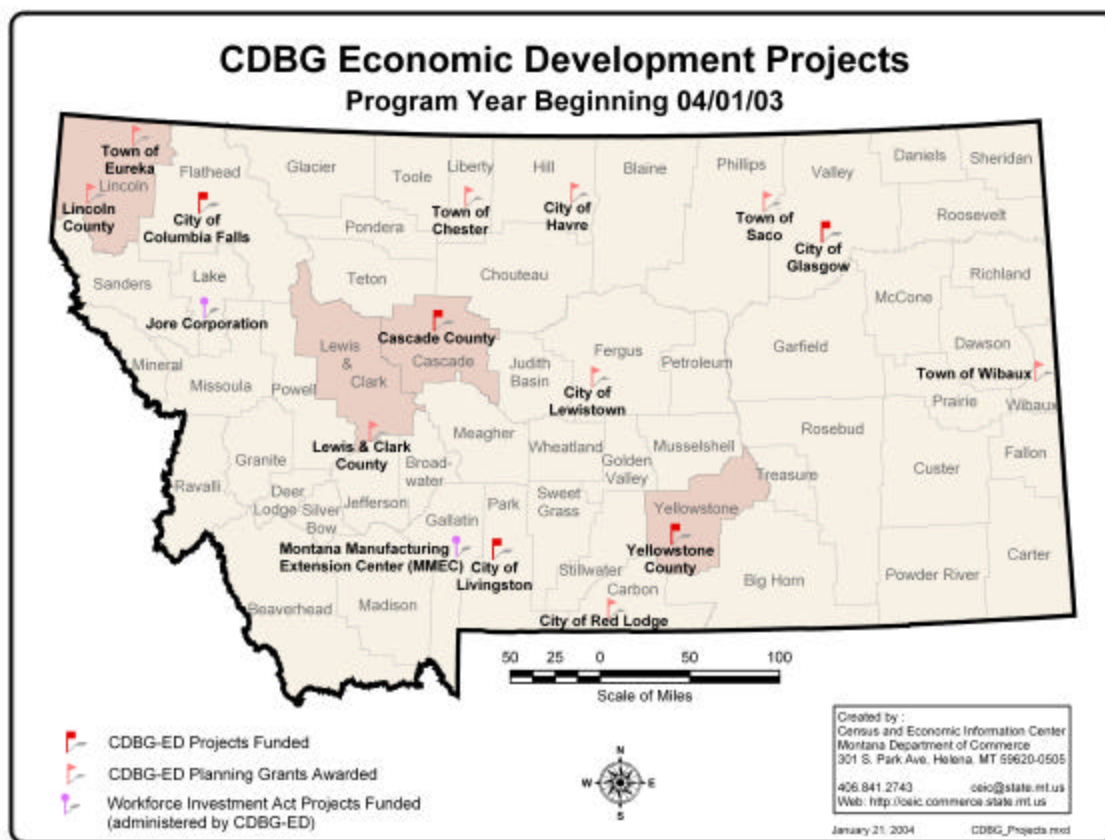 CDBG Economic Development Projects
Program Year Beginning 04/01/03
Town of
Eureka
Lincoln
Lincoln
County
Flathead
City of
Columbia Falls
Glacier
Toole
Liberty
Town of
Chester
Hill
City of
Havre
Blaine
Phillips
Town of
Saco
Valley
City of
Glasgow
Daniels
Sheridan
Roosevelt
Richland
Pondera
Teton
Chouteau
McCone
Sanders
Lake
Jore Corporation
Mineral
Missoula
Powell
Lewis
&
Clark
Cascade County
Cascade
Judith
Basin
Fergus
City of
Lewistown
Petroleum
Garfield
Dawson
Town of Wibaux
Prairie
Wibaux
Lewis & Clark
County
Meagher
Wheatland
Musselshell
Golden
Valley
Rosebud
Treasure
Custer
Fallon
Ravalli
Granite
Deer
Lodge
Silver
Bow
Jefferson
Broad-
water
Gallatin
Park
Sweet
Grass
Yellowstone
Yellowstone
County
Montana Manufacturing
Extension Center (MMEC)
City of
Livingston
Stillwater
Carbon
City of Red Lodge
Big Horn
Powder River
Carter
Beaverhead
Madison
50 25 0 50 100
Scale of Miles
CDBG-ED Projects Funded
CDBG-ED Planning Grants Awarded
Workforce Investment Act Projects Funded
(administered by CDBG-ED)
N
W E
S
Created by :
Census and Economic Information Center
Montana Department of Commerce
301 S. Park Ave, Helena, MT 59620-0505
406.841.2743 ceic@state.mt.us
Web: http://ceic.commerce.state.mt.us
January 21, 2004 CDBG_Projects.mxd